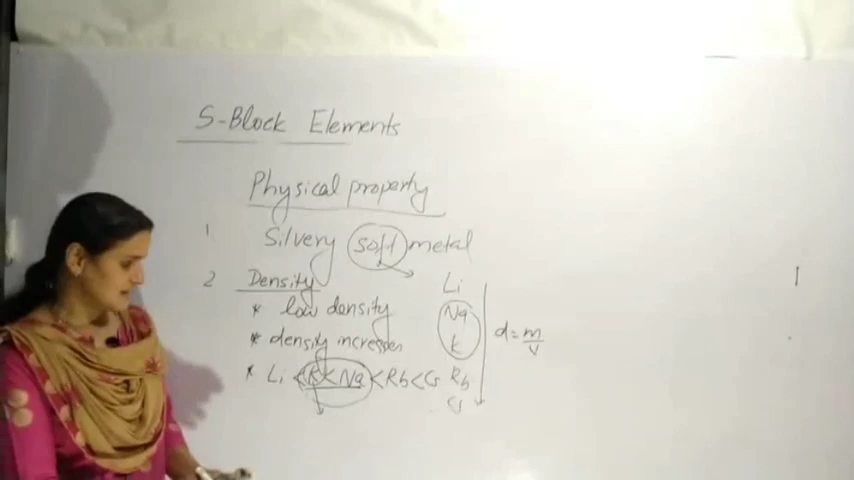 S-Block Elements
Physical property
1 Silvery soft metal
2 Density
* low density
* density increases
* Li < K < Na < Rb < Cs
Li
Na
K
Rb
Cs
d = m/v